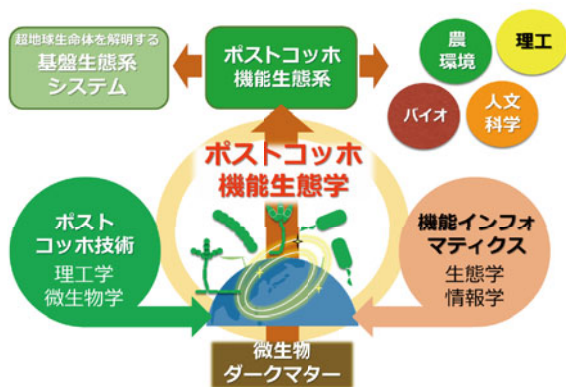 超地球生命体を解明する
基盤生態系
システム
ポストコッホ
機能生態系
農
環境
理工
バイオ
人文
科学
ポストコッホ
機能生態学
ポスト
コッホ技術
理工学
微生物学
機能インフォ
マティクス
生態学
情報学
微生物
ダークマター